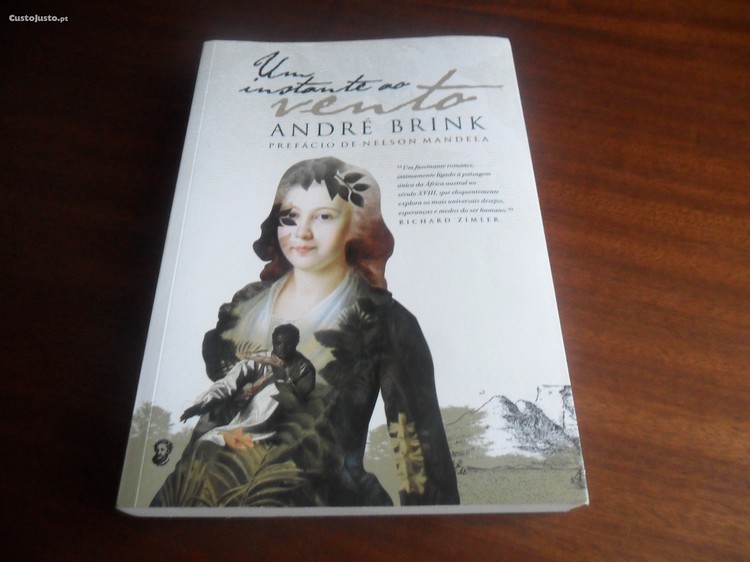 CustoJusto.pt
Um
instante ao
vento
ANDRÉ BRINK
PREFÁCIO DE NELSON MANDELA
“Um fascinante romance,
intimamente ligado à paisagem
única da África austral no
século XVIII, que eloquentemente
explora os mais universais desejos,
esperanças e medos do ser humano.”
RICHARD ZIMLER